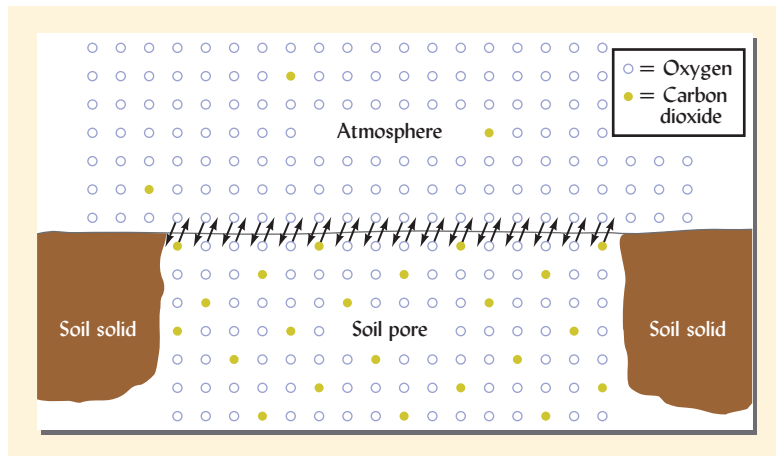 = Oxygen
= Carbon
dioxide
Atmosphere
Soil solid
Soil pore
Soil solid